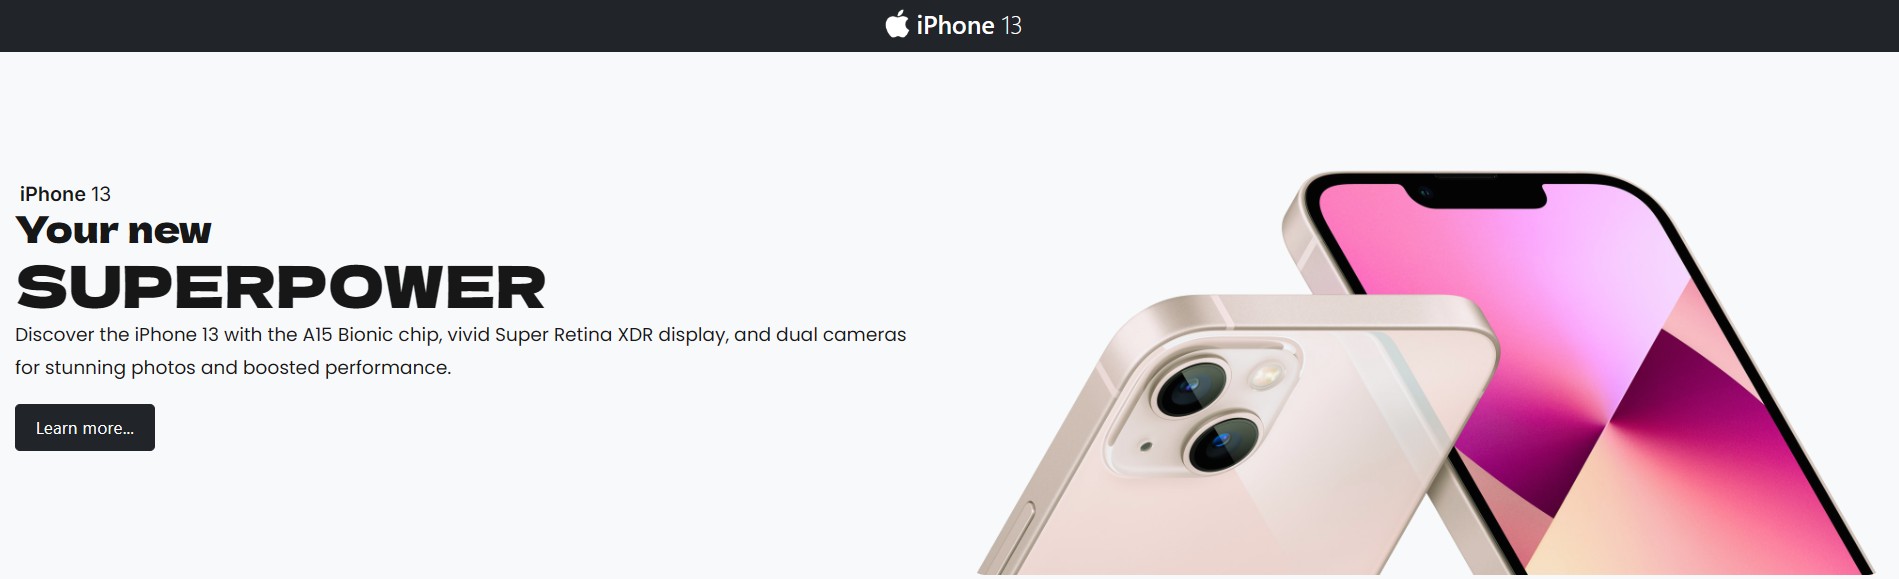 iPhone 13
iPhone 13
Your new
SUPERPOWER
Discover the iPhone 13 with the A15 Bionic chip, vivid Super Retina XDR display, and dual cameras
for stunning photos and boosted performance.
Learn more...